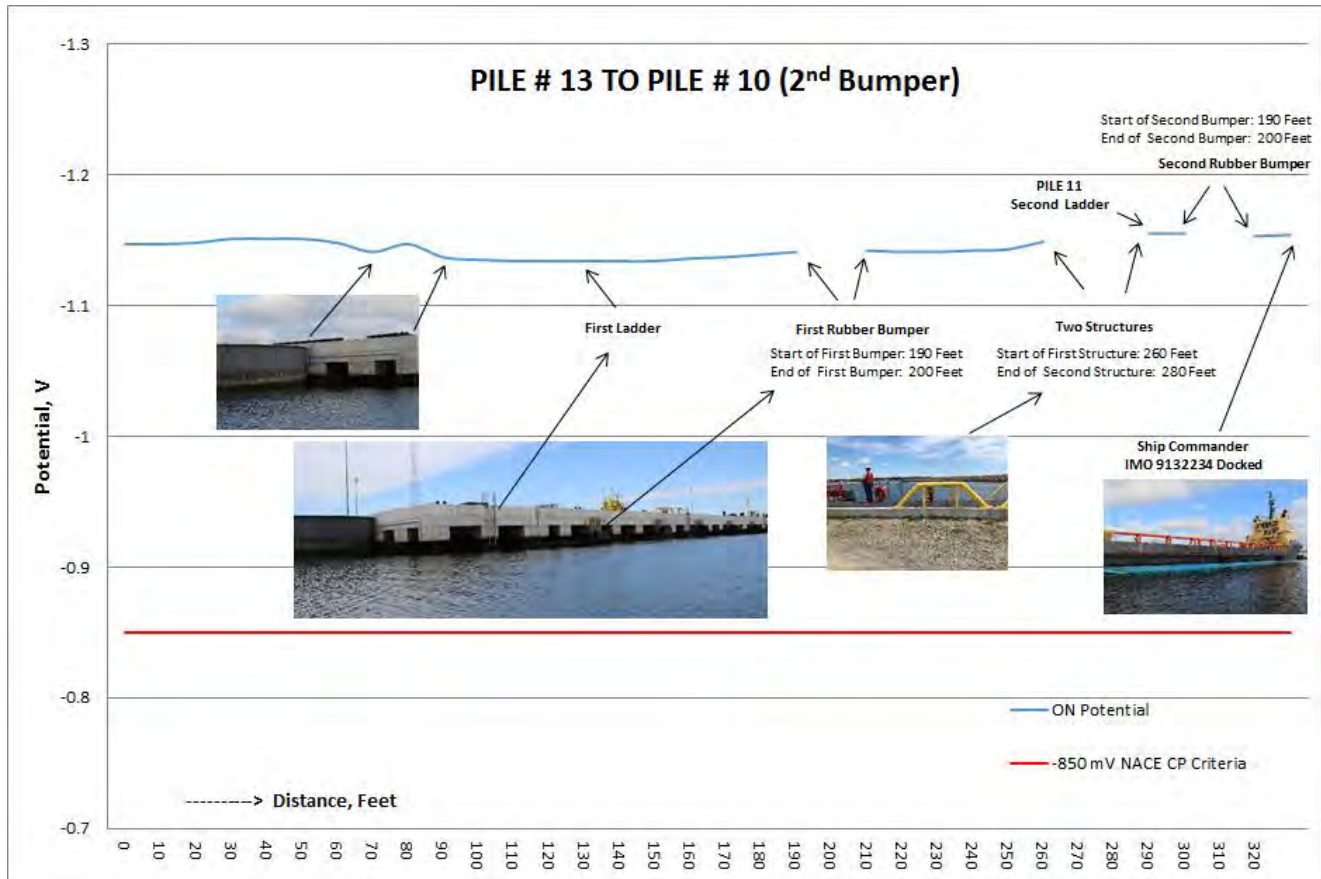 PILE # 13 TO PILE # 10 (2nd Bumper)
Start of Second Bumper: 190 Feet
End of Second Bumper: 200 Feet
Second Rubber Bumper
PILE 11
Second Ladder
First Ladder
First Rubber Bumper
Start of First Bumper: 190 Feet
End of First Bumper: 200 Feet
Two Structures
Start of First Structure: 260 Feet
End of Second Structure: 280 Feet
Ship Commander
IMO 9132234 Docked
Potential, V
-1.3
-1.2
-1.1
-1
-0.9
-0.8
-0.7
ON Potential
-850 mV NACE CP Criteria
----------> Distance, Feet
0 10 20 30 40 50 60 70 80 90 100 110 120 130 140 150 160 170 180 190 200 210 220 230 240 250 260 270 280 290 300 310 320